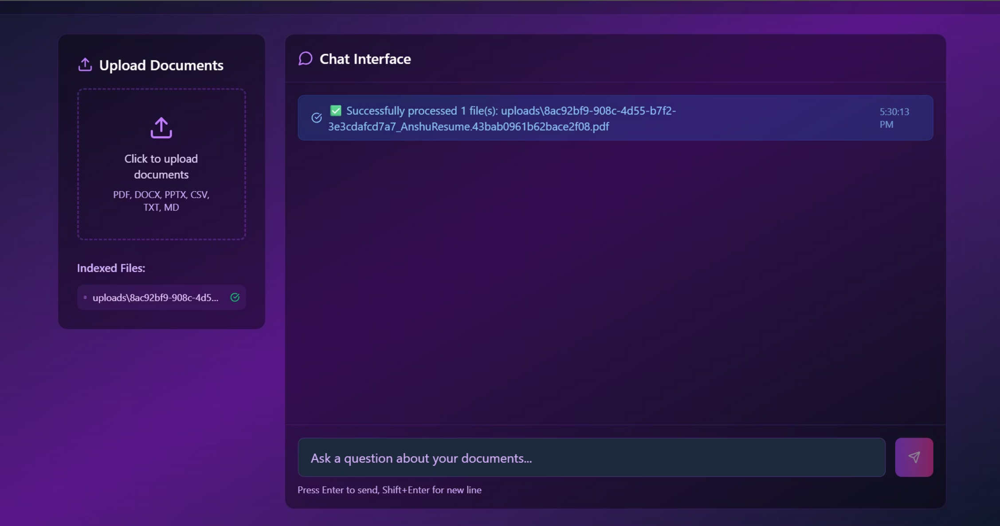 Upload Documents
Click to upload
documents
PDF, DOCX, PPTX, CSV,
TXT, MD
Indexed Files:
uploads\8ac92bf9-908c-4d5...
Chat Interface
✅ Successfully processed 1 file(s): uploads\8ac92bf9-908c-4d55-b7f2-
3e3cdafcd7a7_AnshuResume.43bab0961b62bace2f08.pdf
5:30:13
PM
Ask a question about your documents...
Press Enter to send, Shift+Enter for new line